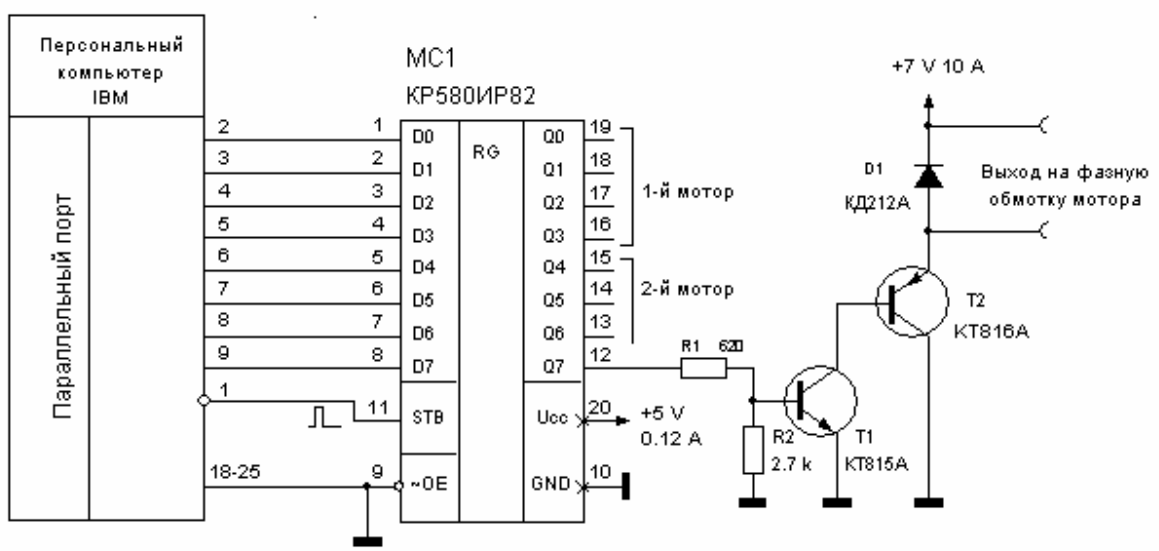 Персональный
компьютер
IBM
Параллельный порт
2
3
4
5
6
7
8
9
1
18-25
1
2
3
4
5
6
7
8
11
9
МС1
КР580ИР82
D0
D1
D2
D3
D4
D5
D6
D7
STB
~OE
RG
Q0
Q1
Q2
Q3
Q4
Q5
Q6
Q7
Ucc
GND
19
18
17
16
15
14
13
12
20
10
1-й мотор
2-й мотор
+5 V
0.12 A
R1 620
R2
2.7 k
T1
КТ815А
T2
КТ816А
+7 V 10 A
D1
КД212А
Выход на фазную
обмотку мотора